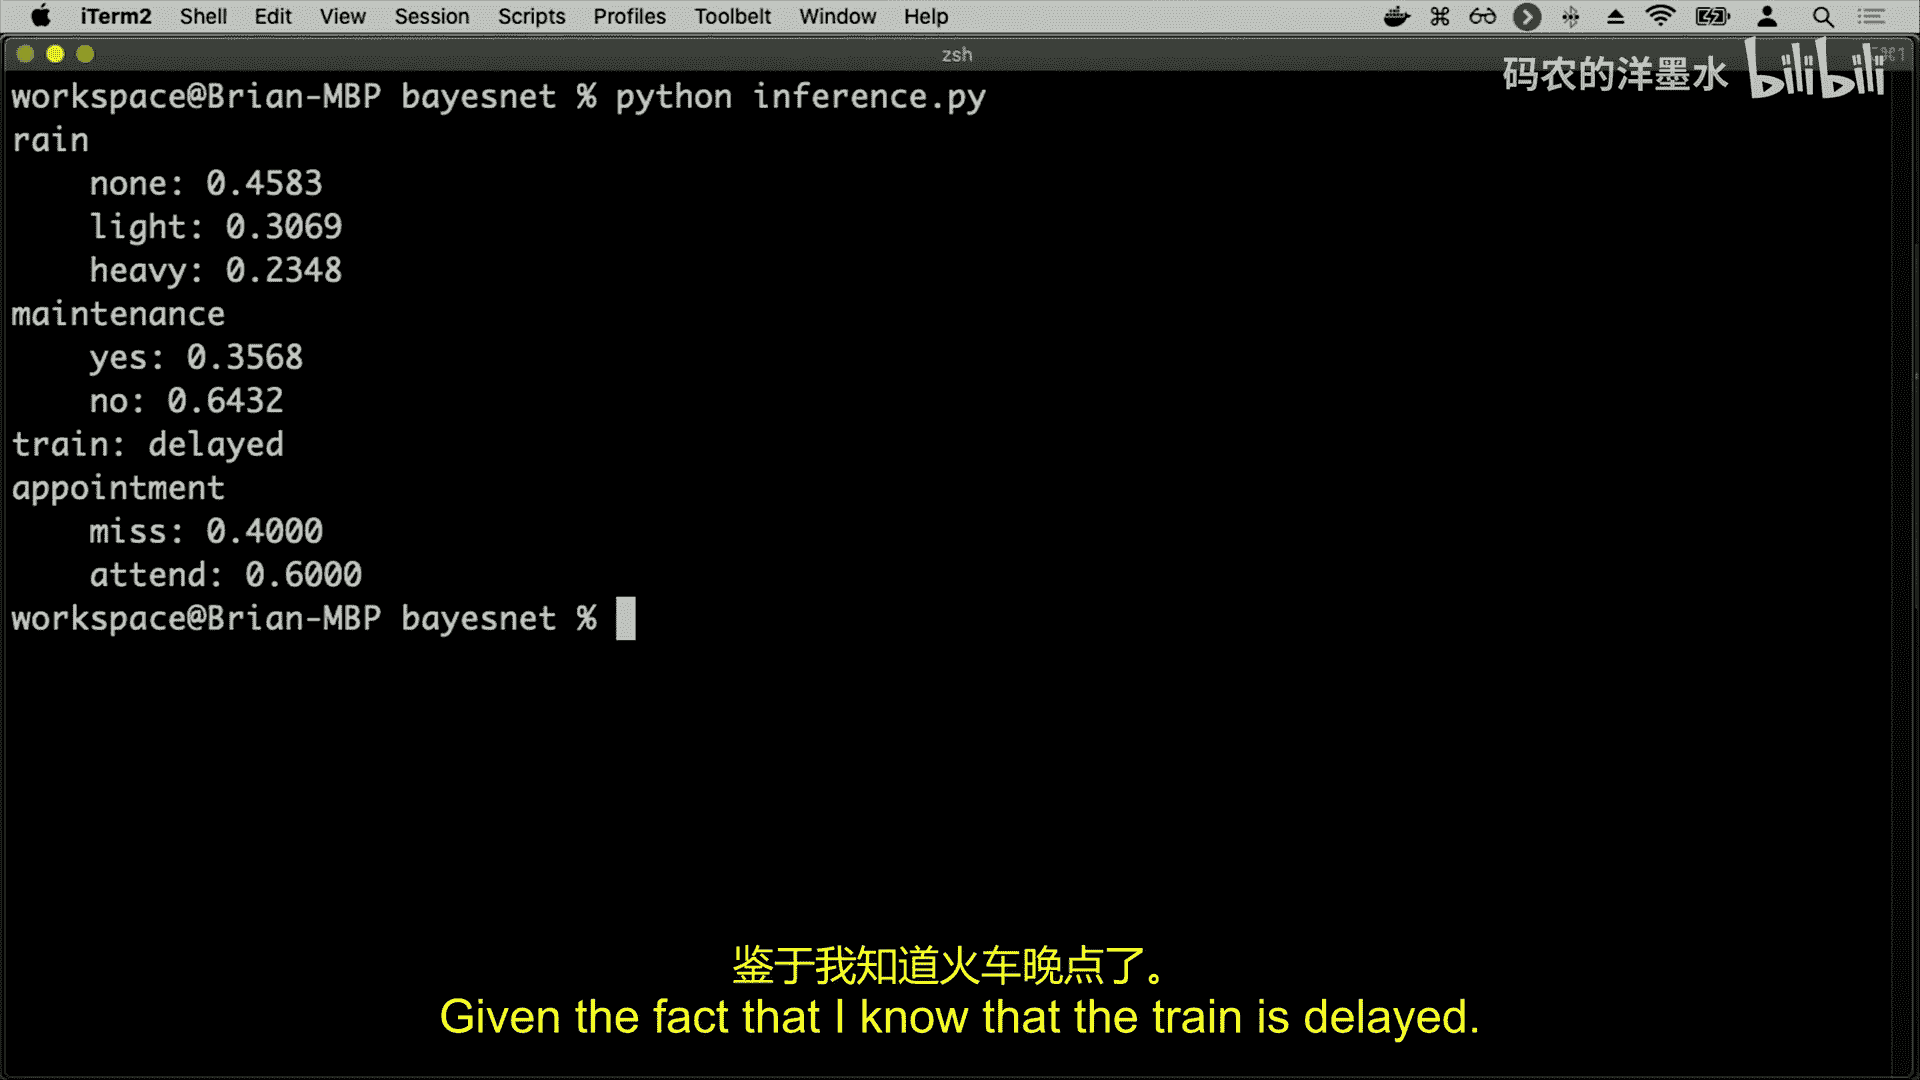 iTerm2 Shell Edit View Session Scripts Profiles Toolbelt Window Help
zsh
码农的洋墨水 bilibili
workspace@Brian-MBP bayesnet % python inference.py
rain
    none: 0.4583
    light: 0.3069
    heavy: 0.2348
maintenance
    yes: 0.3568
    no: 0.6432
train: delayed
appointment
    miss: 0.4000
    attend: 0.6000
workspace@Brian-MBP bayesnet %
鉴于我知道火车晚点了。
Given the fact that I know that the train is delayed.